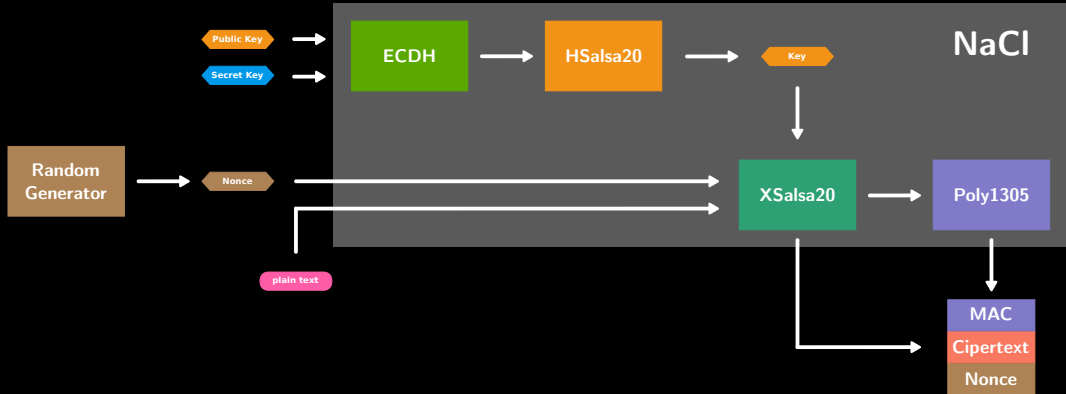 Public Key
Secret Key
ECDH
HSalsa20
Key
NaCl
Random
Generator
Nonce
XSalsa20
Poly1305
plain text
MAC
Cipertext
Nonce